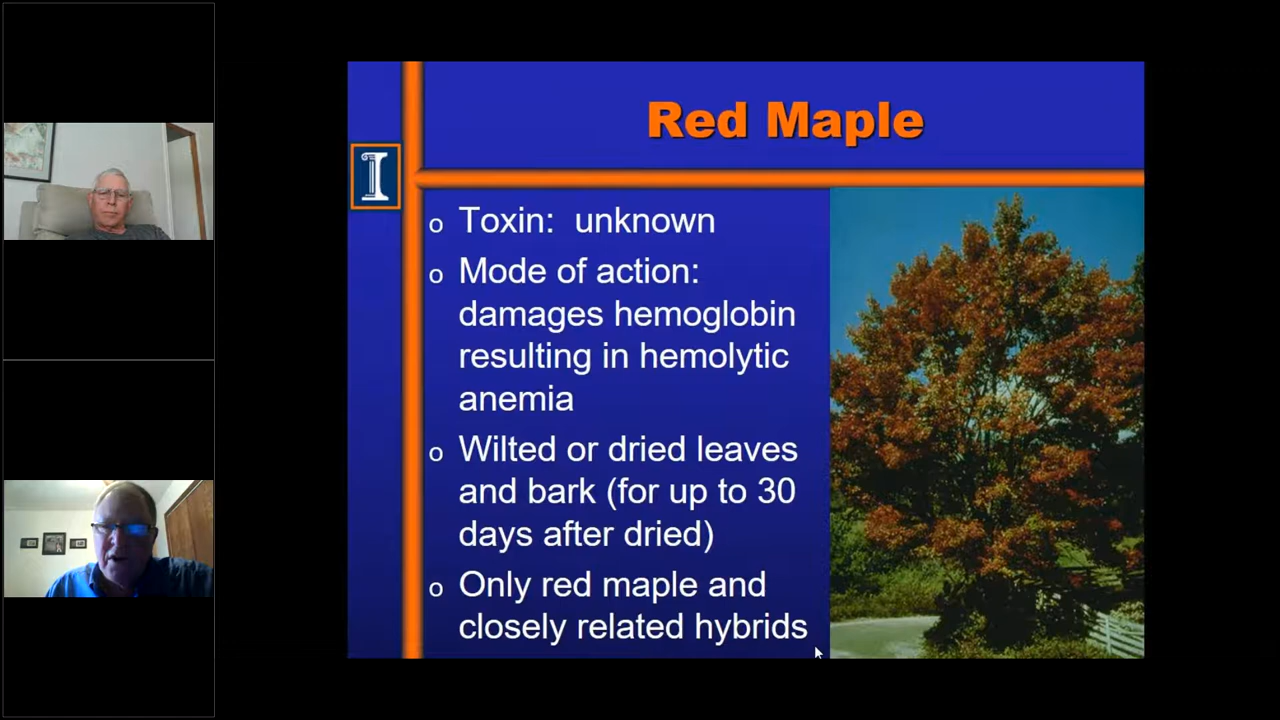 Red Maple
I
o Toxin: unknown
o Mode of action:
damages hemoglobin
resulting in hemolytic
anemia
o Wilted or dried leaves
and bark (for up to 30
days after dried)
o Only red maple and
closely related hybrids